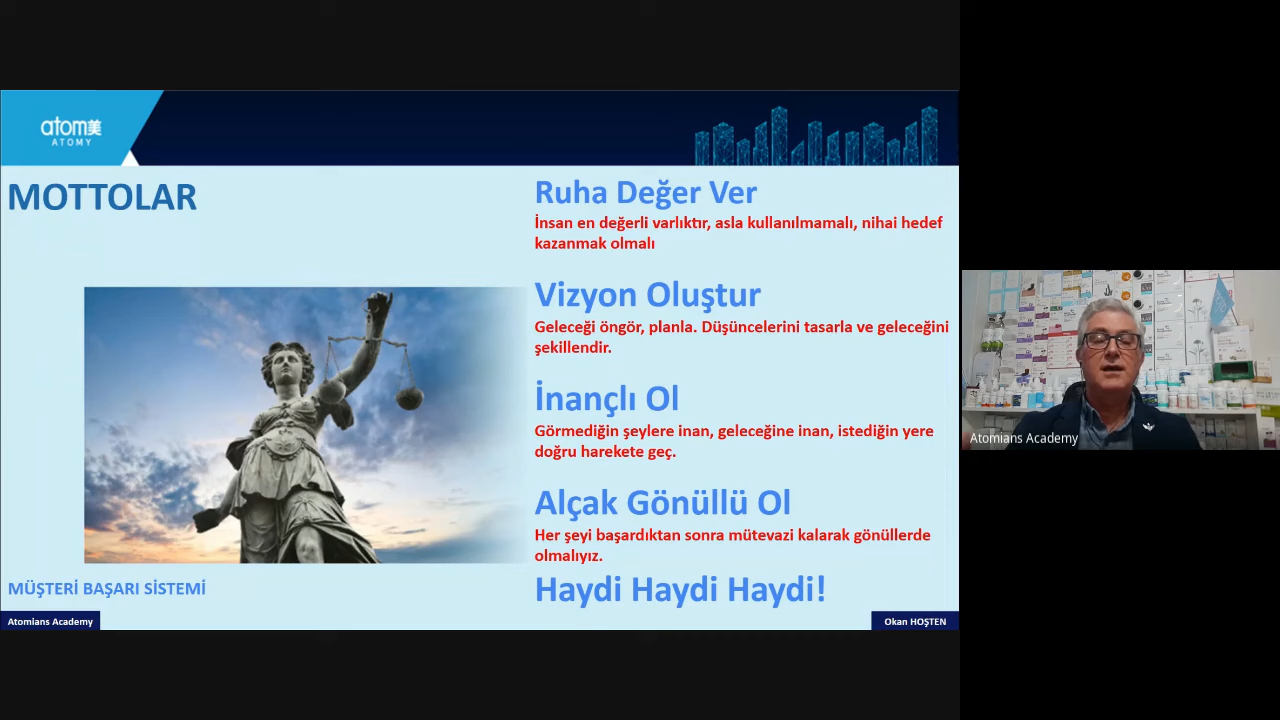 atom美
ATOMY
MOTTOLAR
Ruha Değer Ver
İnsan en değerli varlıktır, asla kullanılmamalı, nihai hedef
kazanmak olmalı
Vizyon Oluştur
Geleceği öngör, planla. Düşüncelerini tasarla ve geleceğini
şekillendir.
İnançlı Ol
Görmediğin şeylere inan, geleceğine inan, istediğin yere
doğru harekete geç.
Alçak Gönüllü Ol
Her şeyi başardıktan sonra mütevazi kalarak gönüllerde
olmalıyız.
Haydi Haydi Haydi!
MÜŞTERİ BAŞARI SİSTEMİ
Atomians Academy
Okan HOŞTEN
Atomians Academy